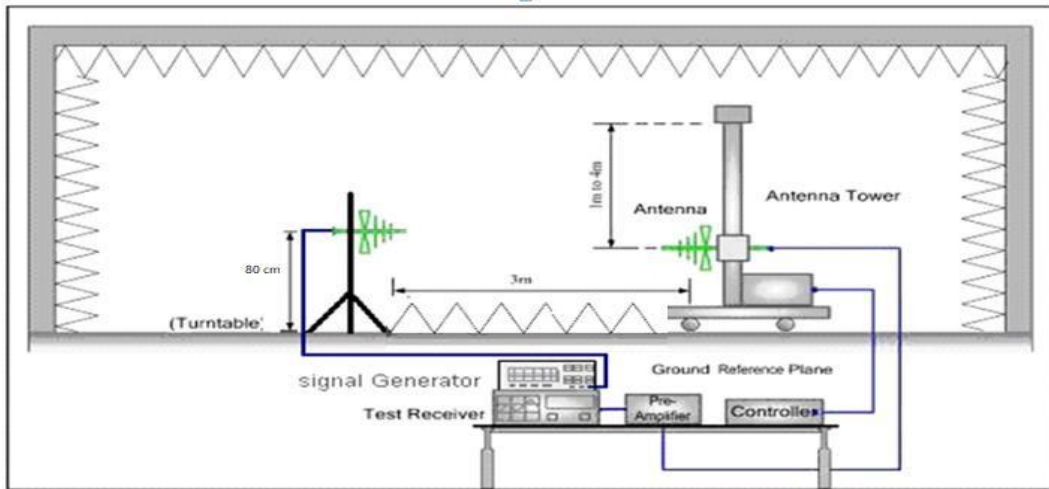 1m to 4m
Antenna Tower
Antenna
80 cm
3m
(Turntable)
Ground Reference Plane
signal Generator
Test Receiver
Pre-
Amplifier
Controller